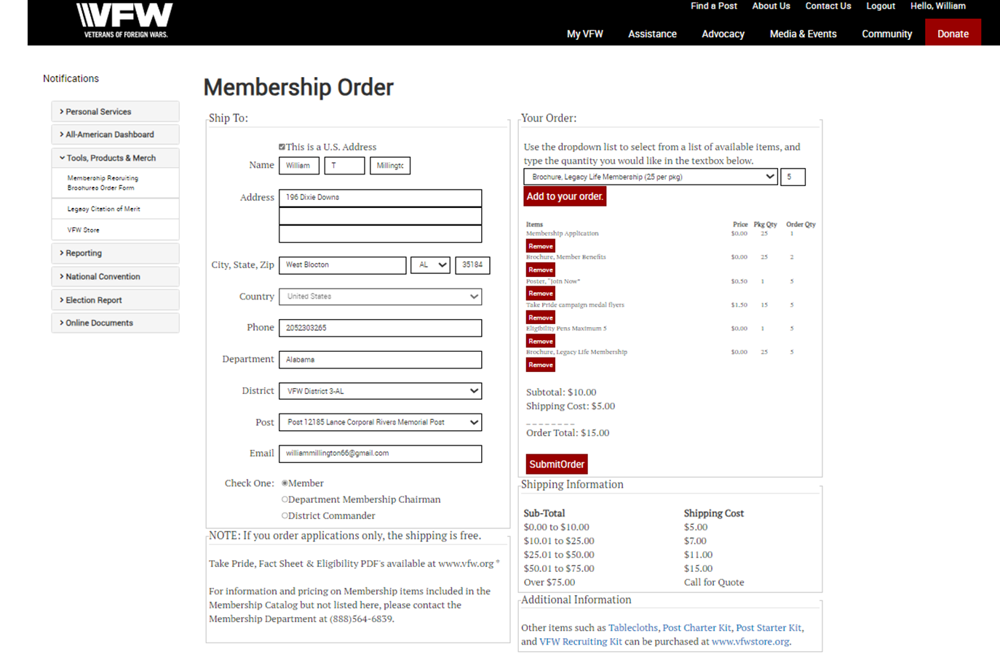 VFW
VETERANS OF FOREIGN WARS.
Find a Post About Us Contact Us Logout Hello, William
My VFW Assistance Advocacy Media & Events Community Donate
Notifications
Personal Services
All-American Dashboard
Tools, Products & Merch
Membership Recruiting
Brochures Order Form
Legacy Citation of Merit
VFW Store
Reporting
National Convention
Election Report
Online Documents
Membership Order
Ship To:
This is a U.S. Address
Name William T Millingtc
Address 196 Dixie Downs
City, State, Zip West Blocton AL 35184
Country United States
Phone 2052303265
Department Alabama
District VFW District 3-AL
Post Post 12185 Lance Corporal Rivers Memorial Post
Email williammillington66@gmail.com
Check One: Member
Department Membership Chairman
District Commander
NOTE: If you order applications only, the shipping is free.
Take Pride, Fact Sheet & Eligibility PDF's available at www.vfw.org *
For information and pricing on Membership items included in the
Membership Catalog but not listed here, please contact the
Membership Department at (888)564-6839.
Your Order:
Use the dropdown list to select from a list of available items, and
type the quantity you would like in the textbox below.
Brochure, Legacy Life Membership (25 per pkg) 5
Add to your order.
Items Price Pkg Qty Order Qty
Membership Application $0.00 25 1
Remove
Brochure, Member Benefits $0.00 25 2
Remove
Poster, "Join Now" $0.50 1 5
Remove
Take Pride campaign medal flyers $1.50 15 5
Remove
Eligibility Pens Maximum 5 $0.00 1 5
Remove
Brochure, Legacy Life Membership $0.00 25 5
Remove
Subtotal: $10.00
Shipping Cost: $5.00
_ _ _ _ _ _ _ _
Order Total: $15.00
SubmitOrder
Shipping Information
Sub-Total Shipping Cost
$0.00 to $10.00 $5.00
$10.01 to $25.00 $7.00
$25.01 to $50.00 $11.00
$50.01 to $75.00 $15.00
Over $75.00 Call for Quote
Additional Information
Other items such as Tablecloths, Post Charter Kit, Post Starter Kit,
and VFW Recruiting Kit can be purchased at www.vfwstore.org.